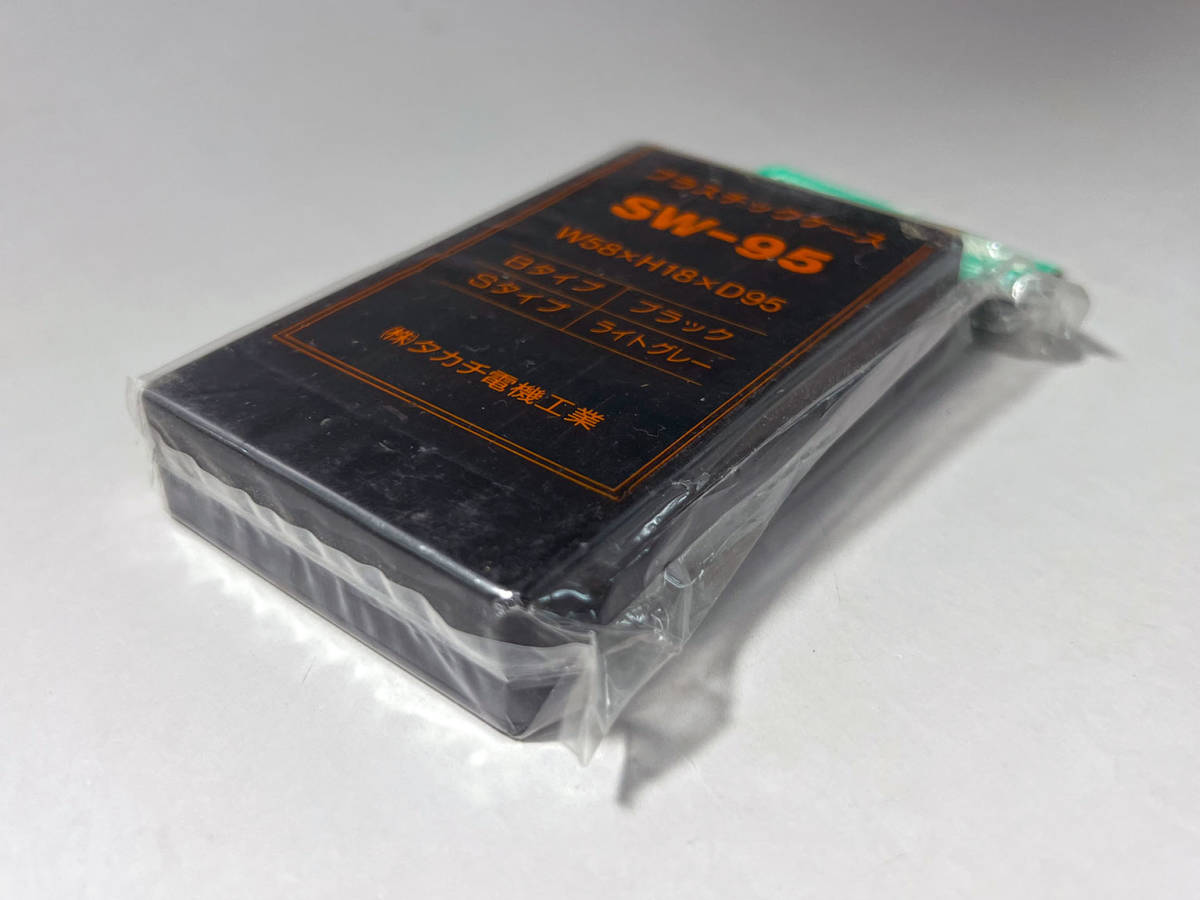 プラスチックケース
SW-95
W58×H18×D95
Bタイプ ブラック
Sタイプ ライトグレー
㈱タカチ電機工業